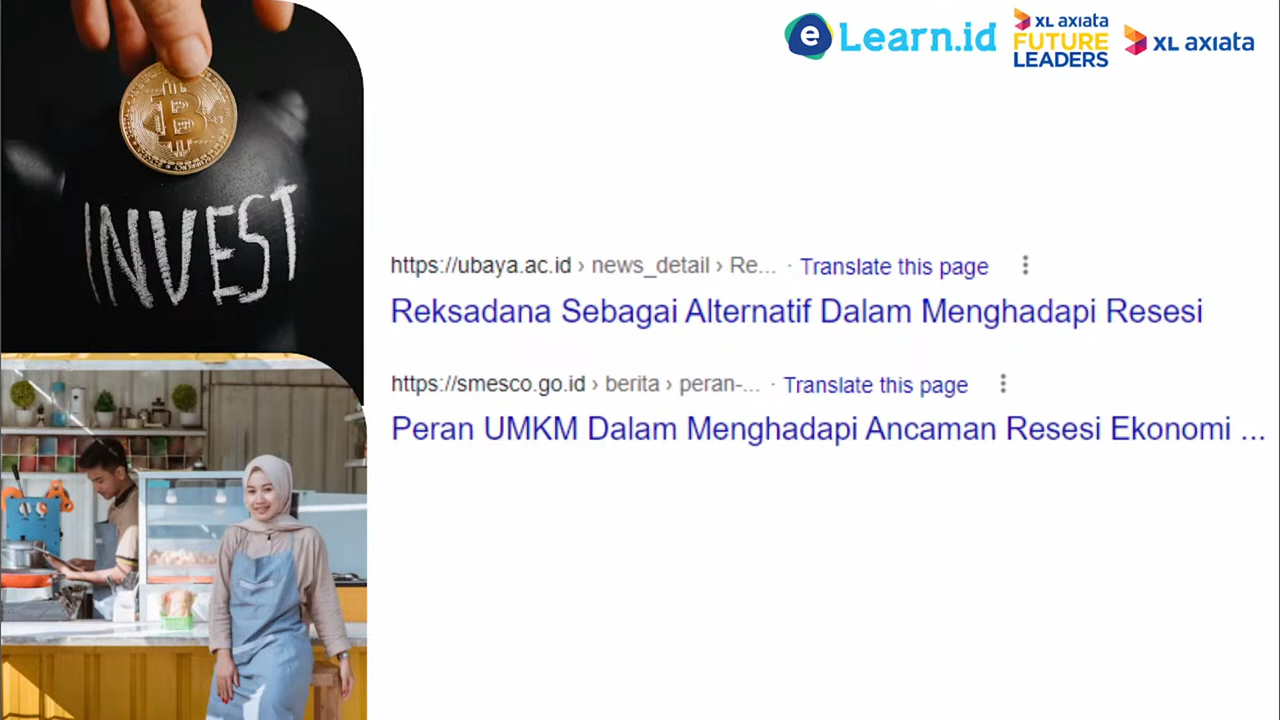 eLearn.id
XL axiata
FUTURE
LEADERS
XL axiata
B
INVEST
https://ubaya.ac.id › news_detail › Re... · Translate this page
Reksadana Sebagai Alternatif Dalam Menghadapi Resesi
https://smesco.go.id › berita › peran-... · Translate this page
Peran UMKM Dalam Menghadapi Ancaman Resesi Ekonomi ...